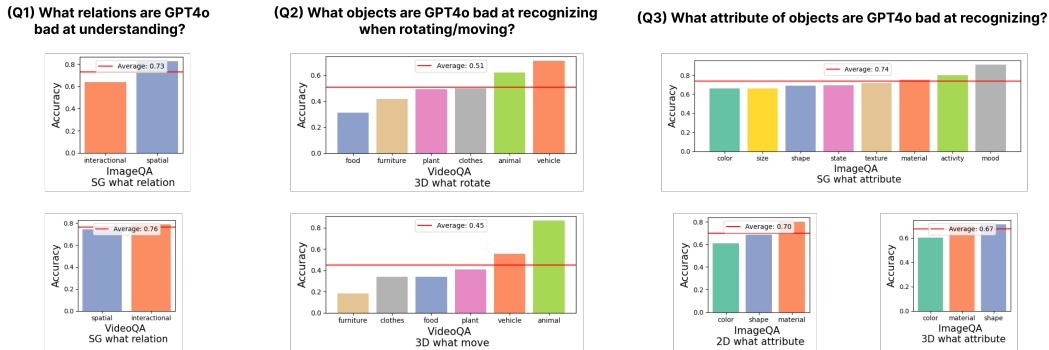 (Q1) What relations are GPT4o
bad at understanding?
(Q2) What objects are GPT4o bad at recognizing
when rotating/moving?
(Q3) What attribute of objects are GPT4o bad at recognizing?
Accuracy
0.8
0.6
0.4
0.2
0.0
Average: 0.73
interactional
spatial
ImageQA
SG what relation
Accuracy
0.6
0.4
0.2
0.0
Average: 0.51
food
furniture
plant
clothes
animal
vehicle
VideoQA
3D what rotate
Accuracy
0.8
0.6
0.4
0.2
0.0
Average: 0.74
color
size
shape
state
texture
material
activity
mood
ImageQA
SG what attribute
Accuracy
0.8
0.6
0.4
0.2
0.0
Average: 0.76
spatial
interactional
VideoQA
SG what relation
Accuracy
0.8
0.6
0.4
0.2
0.0
Average: 0.45
furniture
clothes
food
plant
vehicle
animal
VideoQA
3D what move
Accuracy
0.8
0.6
0.4
0.2
0.0
Average: 0.70
color
shape
material
ImageQA
2D what attribute
Accuracy
0.6
0.4
0.2
0.0
Average: 0.67
color
material
shape
ImageQA
3D what attribute